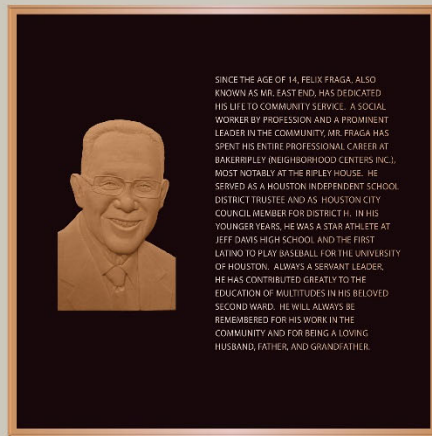 SINCE THE AGE OF 14, FELIX FRAGA, ALSO
KNOWN AS MR. EAST END, HAS DEDICATED
HIS LIFE TO COMMUNITY SERVICE. A SOCIAL
WORKER BY PROFESSION AND A PROMINENT
LEADER IN THE COMMUNITY, MR. FRAGA HAS
SPENT HIS ENTIRE PROFESSIONAL CAREER AT
BAKERRIPLEY (NEIGHBORHOOD CENTERS INC.),
MOST NOTABLY AT THE RIPLEY HOUSE. HE
SERVED AS A HOUSTON INDEPENDENT SCHOOL
DISTRICT TRUSTEE AND AS HOUSTON CITY
COUNCIL MEMBER FOR DISTRICT H. IN HIS
YOUNGER YEARS, HE WAS A STAR ATHLETE AT
JEFF DAVIS HIGH SCHOOL AND THE FIRST
LATINO TO PLAY BASEBALL FOR THE UNIVERSITY
OF HOUSTON. ALWAYS A SERVANT LEADER,
HE HAS CONTRIBUTED GREATLY TO THE
EDUCATION OF MULTITUDES IN HIS BELOVED
SECOND WARD. HE WILL ALWAYS BE
REMEMBERED FOR HIS WORK IN THE
COMMUNITY AND FOR BEING A LOVING
HUSBAND, FATHER, AND GRANDFATHER.